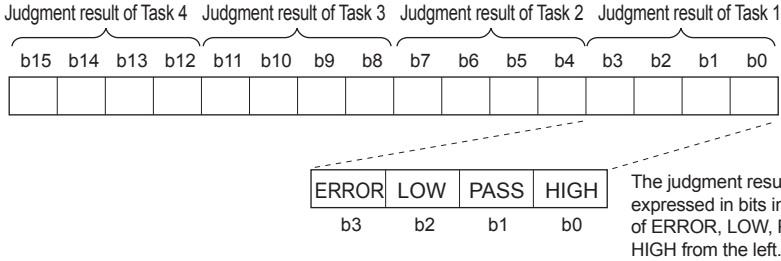 Judgment result of Task 4 Judgment result of Task 3 Judgment result of Task 2 Judgment result of Task 1
b15 b14 b13 b12 b11 b10 b9 b8 b7 b6 b5 b4 b3 b2 b1 b0
ERROR LOW PASS HIGH
b3 b2 b1 b0
The judgment
expressed in bits
of ERROR, LOW,
HIGH from the left.